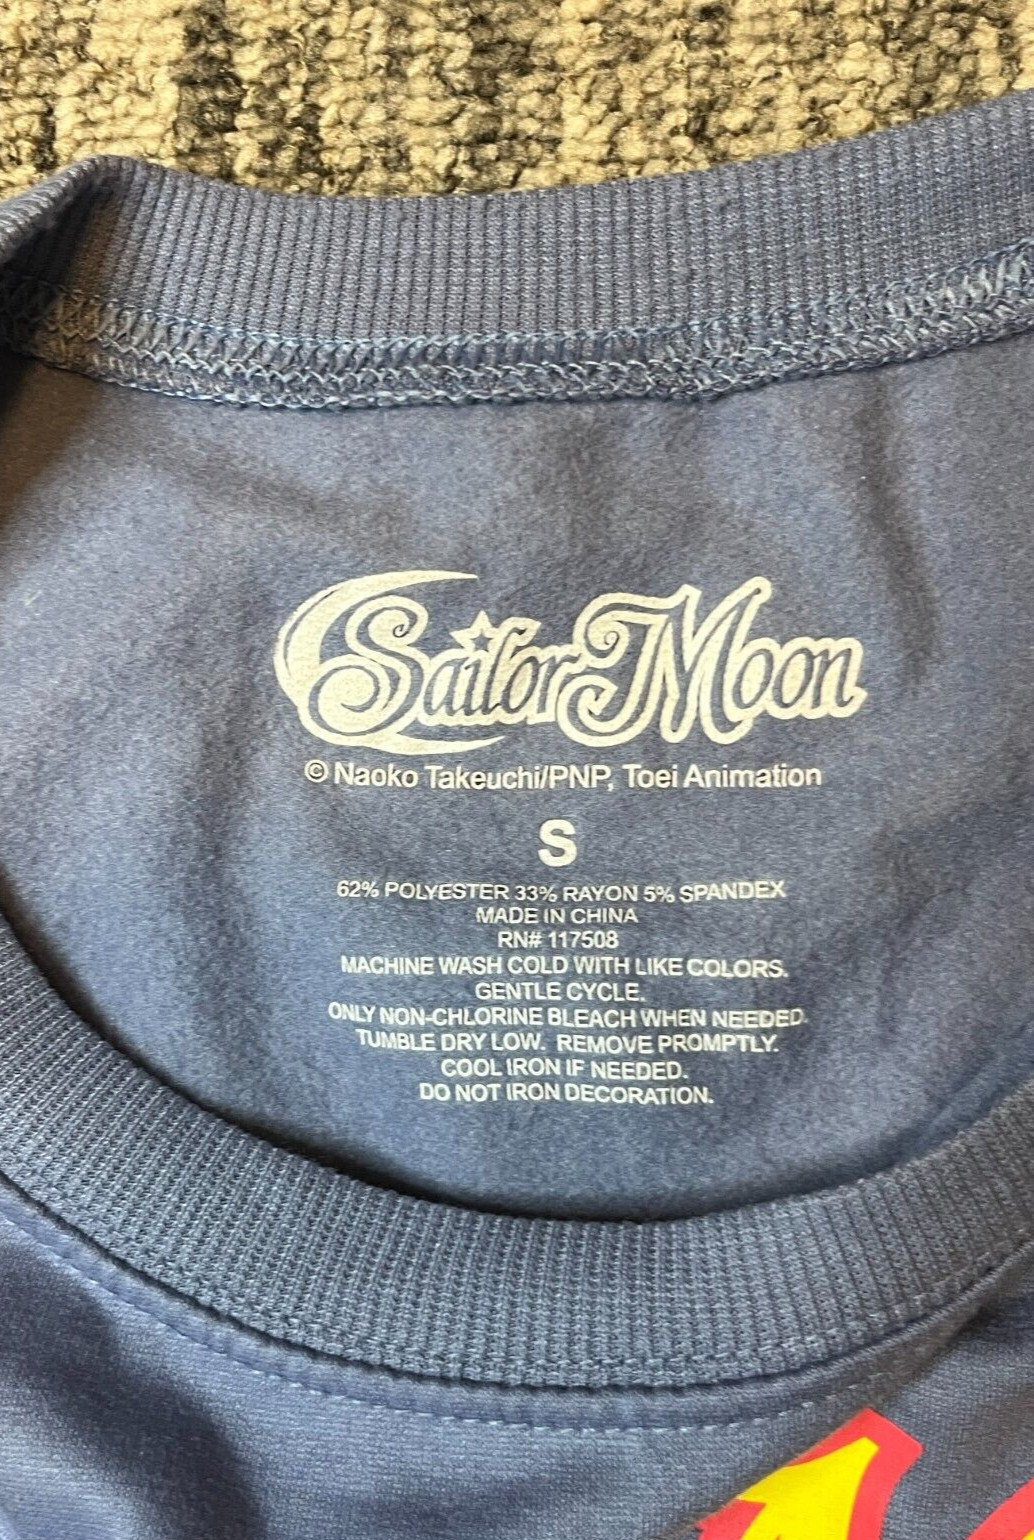 Sailor Moon
© Naoko Takeuchi/PNP, Toei Animation
S
62% POLYESTER 33% RAYON 5% SPANDEX
MADE IN CHINA
RN# 117508
MACHINE WASH COLD WITH LIKE COLORS.
GENTLE CYCLE.
ONLY NON-CHLORINE BLEACH WHEN NEEDED.
TUMBLE DRY LOW. REMOVE PROMPTLY.
COOL IRON IF NEEDED.
DO NOT IRON DECORATION.